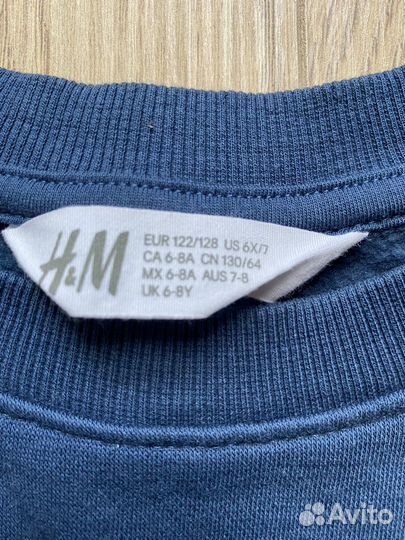 H&M
EUR 122/128 US 6X/7
CA 6-8A CN 130/64
MX 6-8A AUS 7-8
UK 6-8Y
Avito